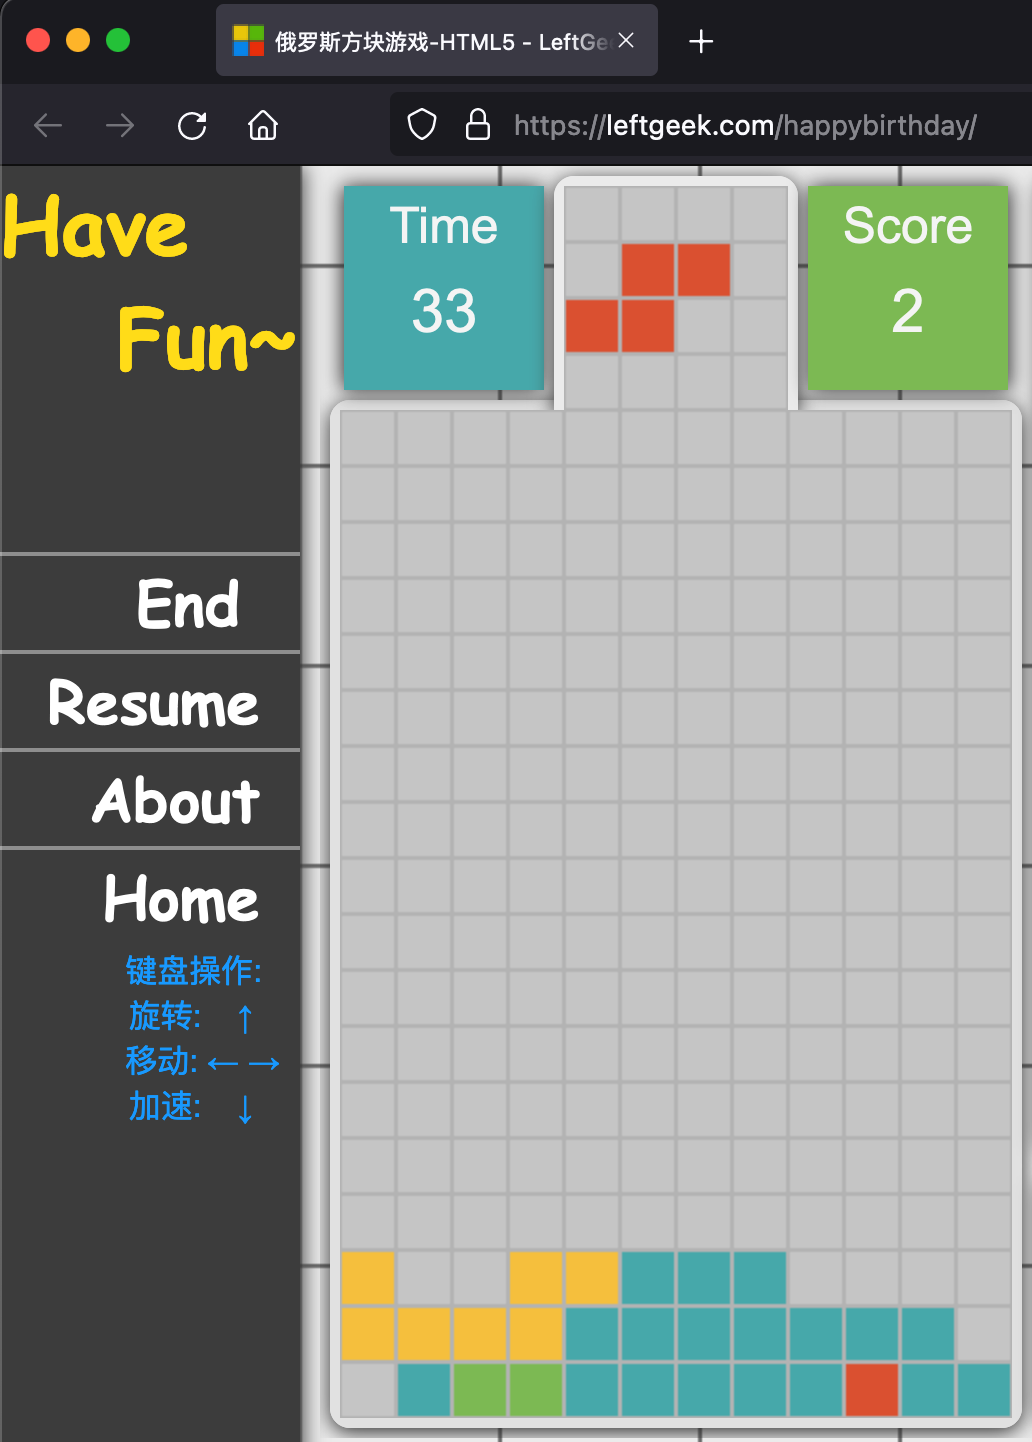 俄罗斯方块游戏-HTML5 - LeftGe
https://leftgeek.com/happybirthday/
Have
Fun~
Time
33
Score
2
End
Resume
About
Home
键盘操作:
旋转: ↑
移动: ←→
加速: ↓